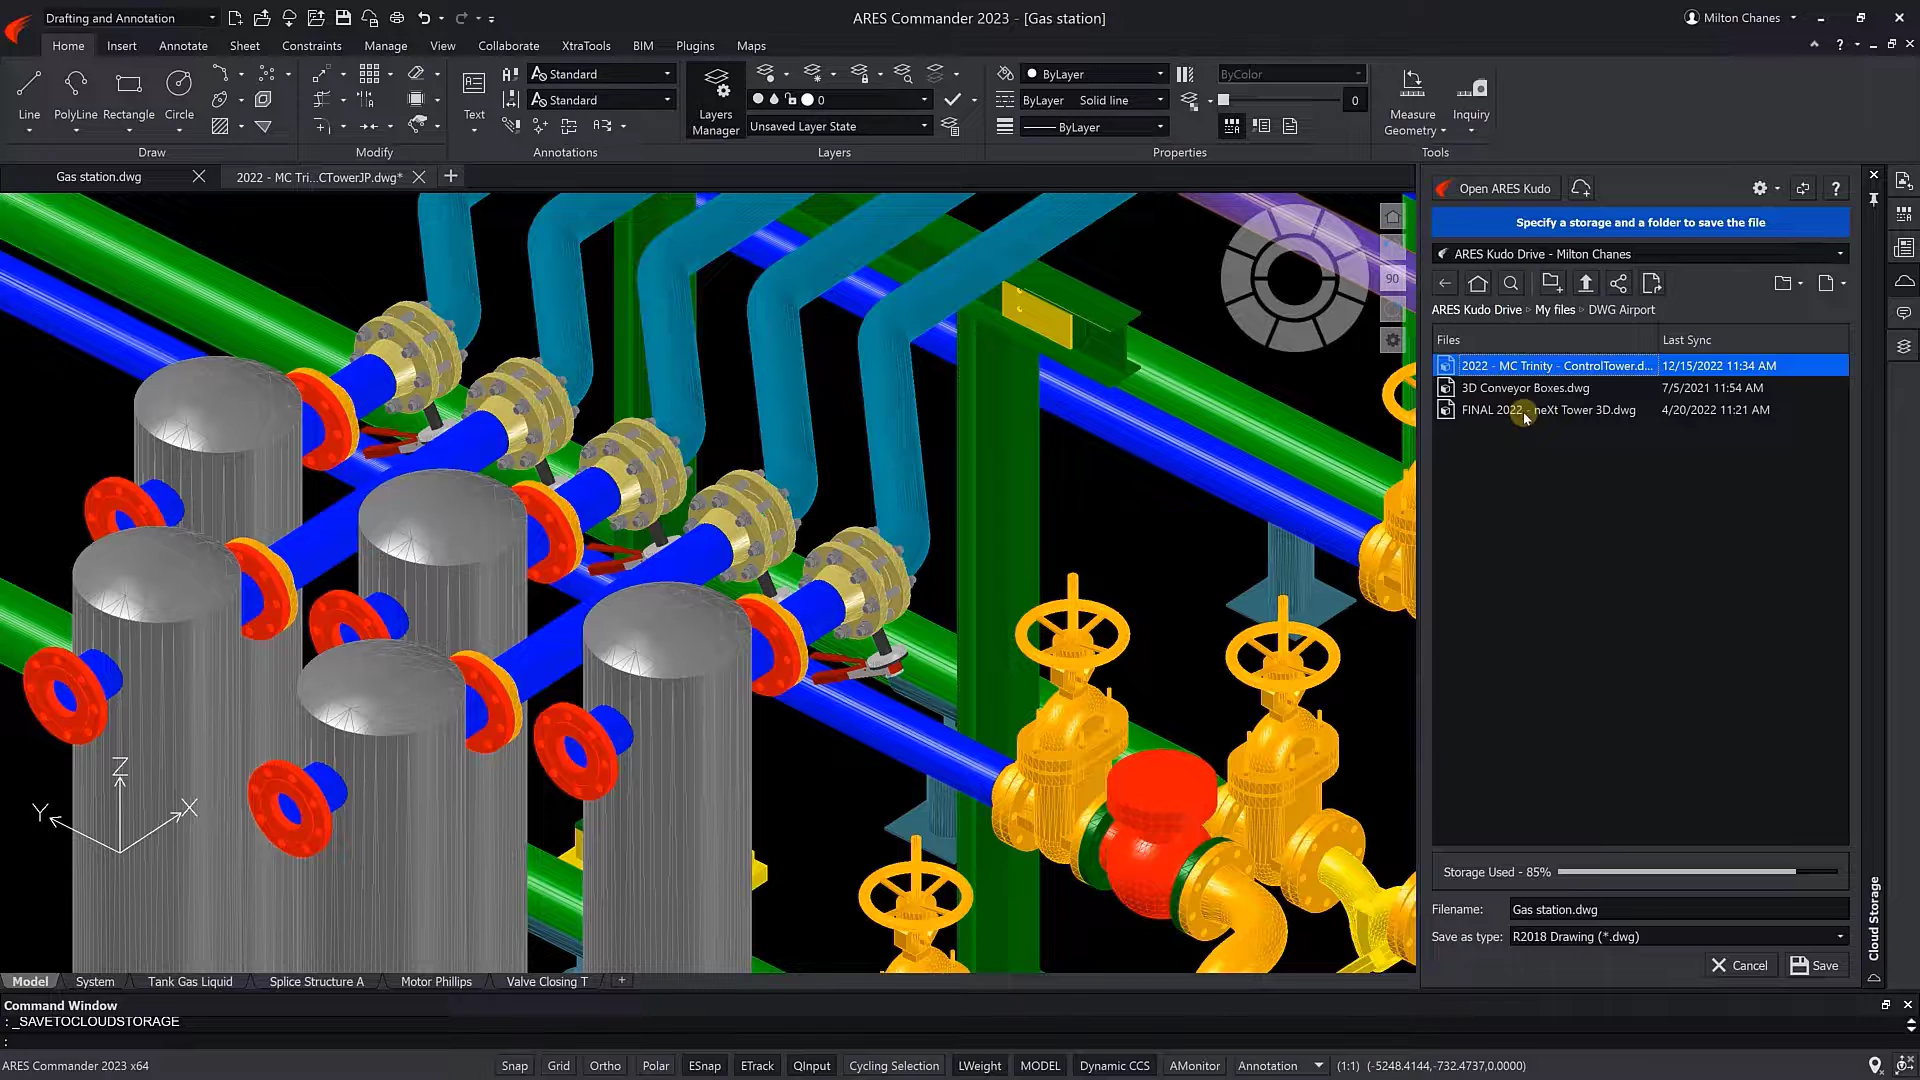 Drafting and Annotation
ARES Commander 2023 - [Gas station]
Milton Chanes
Home
Insert
Annotate
Sheet
Constraints
Manage
View
Collaborate
XtraTools
BIM
Plugins
Maps
Line
PolyLine
Rectangle
Circle
Text
Standard
Standard
Layers
Manager
0
Unsaved Layer State
ByLayer
ByLayer Solid line
ByLayer
ByColor
0
Measure
Geometry
Inquiry
Draw
Modify
Annotations
Layers
Properties
Tools
Gas station.dwg
2022 - MC Tri...CTowerJP.dwg*
90
Z
Y
X
Open ARES Kudo
Specify a storage and a folder to save the file
ARES Kudo Drive - Milton Chanes
ARES Kudo Drive
My files
DWG Airport
Files
Last Sync
2022 - MC Trinity - ControlTower.d...
12/15/2022 11:34 AM
3D Conveyor Boxes.dwg
7/5/2021 11:54 AM
FINAL 2022 - neXt Tower 3D.dwg
4/20/2022 11:21 AM
Storage Used - 85%
Filename:
Gas station.dwg
Save as type:
R2018 Drawing (*.dwg)
Cancel
Save
Cloud Storage
Model
System
Tank Gas Liquid
Splice Structure A
Motor Phillips
Valve Closing T
Command Window
: _SAVETOCLOUDSTORAGE
:
ARES Commander 2023 x64
Snap
Grid
Ortho
Polar
ESnap
ETrack
QInput
Cycling Selection
LWeight
MODEL
Dynamic CCS
AMonitor
Annotation
(1:1)
(-5248.4144,-732.4737,0.0000)